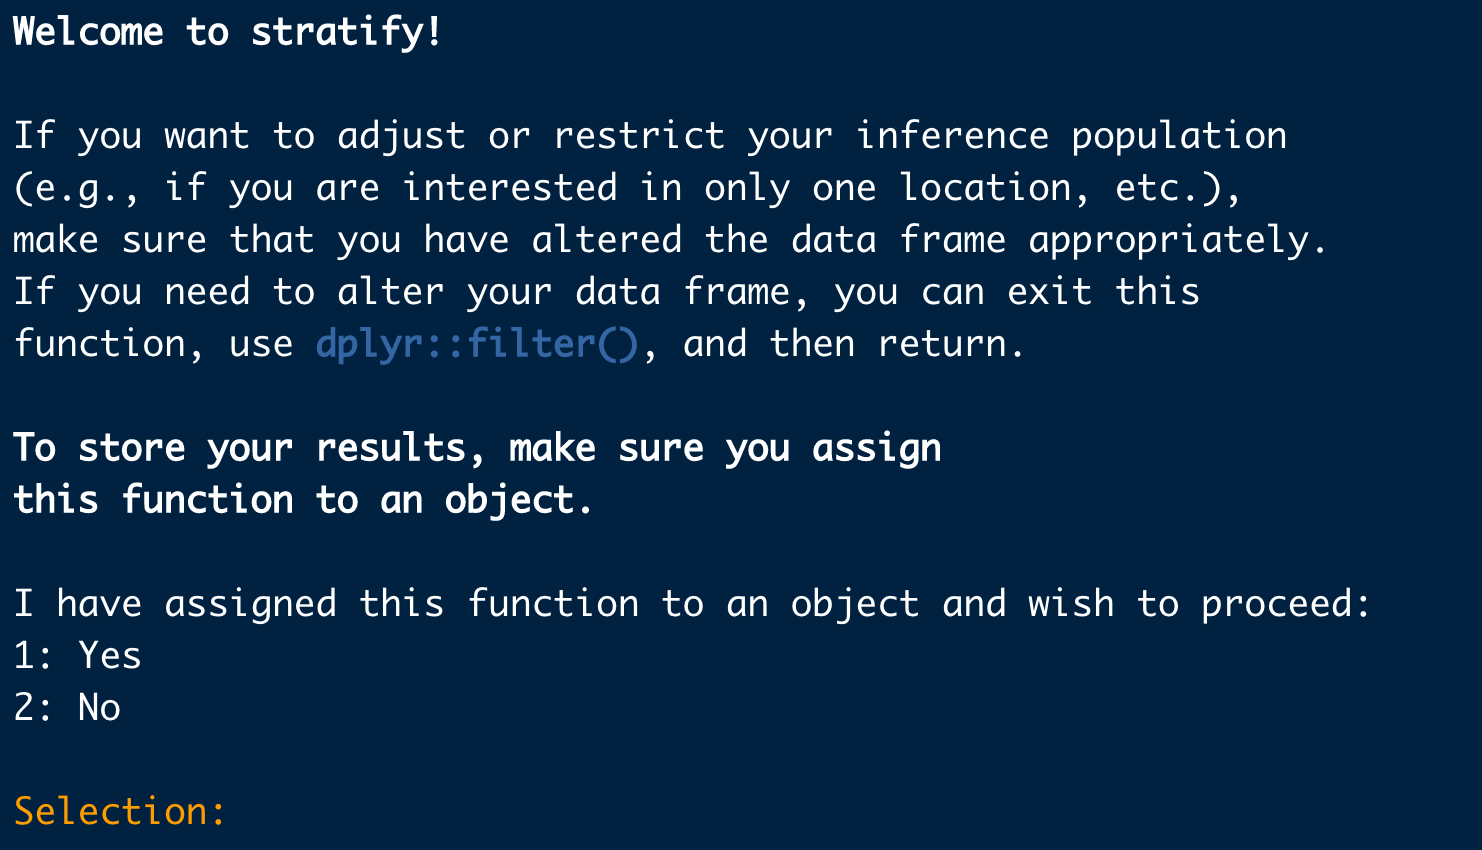 Welcome to stratify!
If you want to adjust or restrict your inference population
(e.g., if you are interested in only one location, etc.),
make sure that you have altered the data frame appropriately.
If you need to alter your data frame, you can exit this
function, use dplyr::filter(), and then return.
To store your results, make sure you assign
this function to an object.
I have assigned this function to an object and wish to proceed:
1: Yes
2: No
Selection: